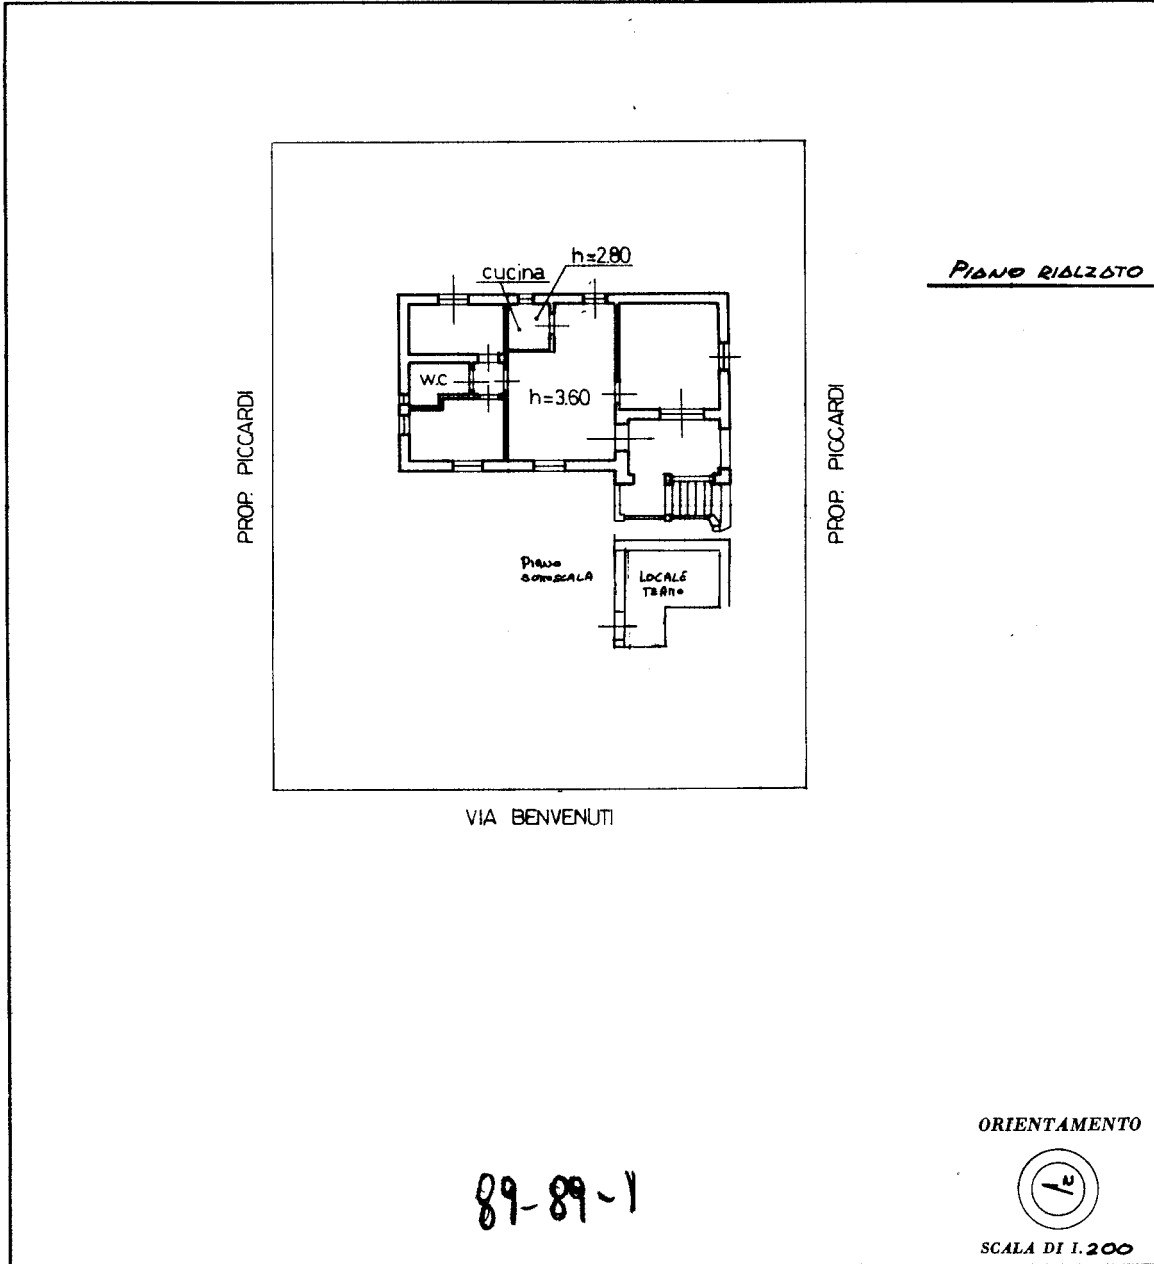 h=2.80
cucina
PIANO RIALZATO
W.C
h=3.60
PROP. PICCARDI
PROP. PICCARDI
PIANO
SOTTOSCALA
LOCALE
TERMO
VIA BENVENUTI
ORIENTAMENTO
N
89-89-1
SCALA DI 1.200